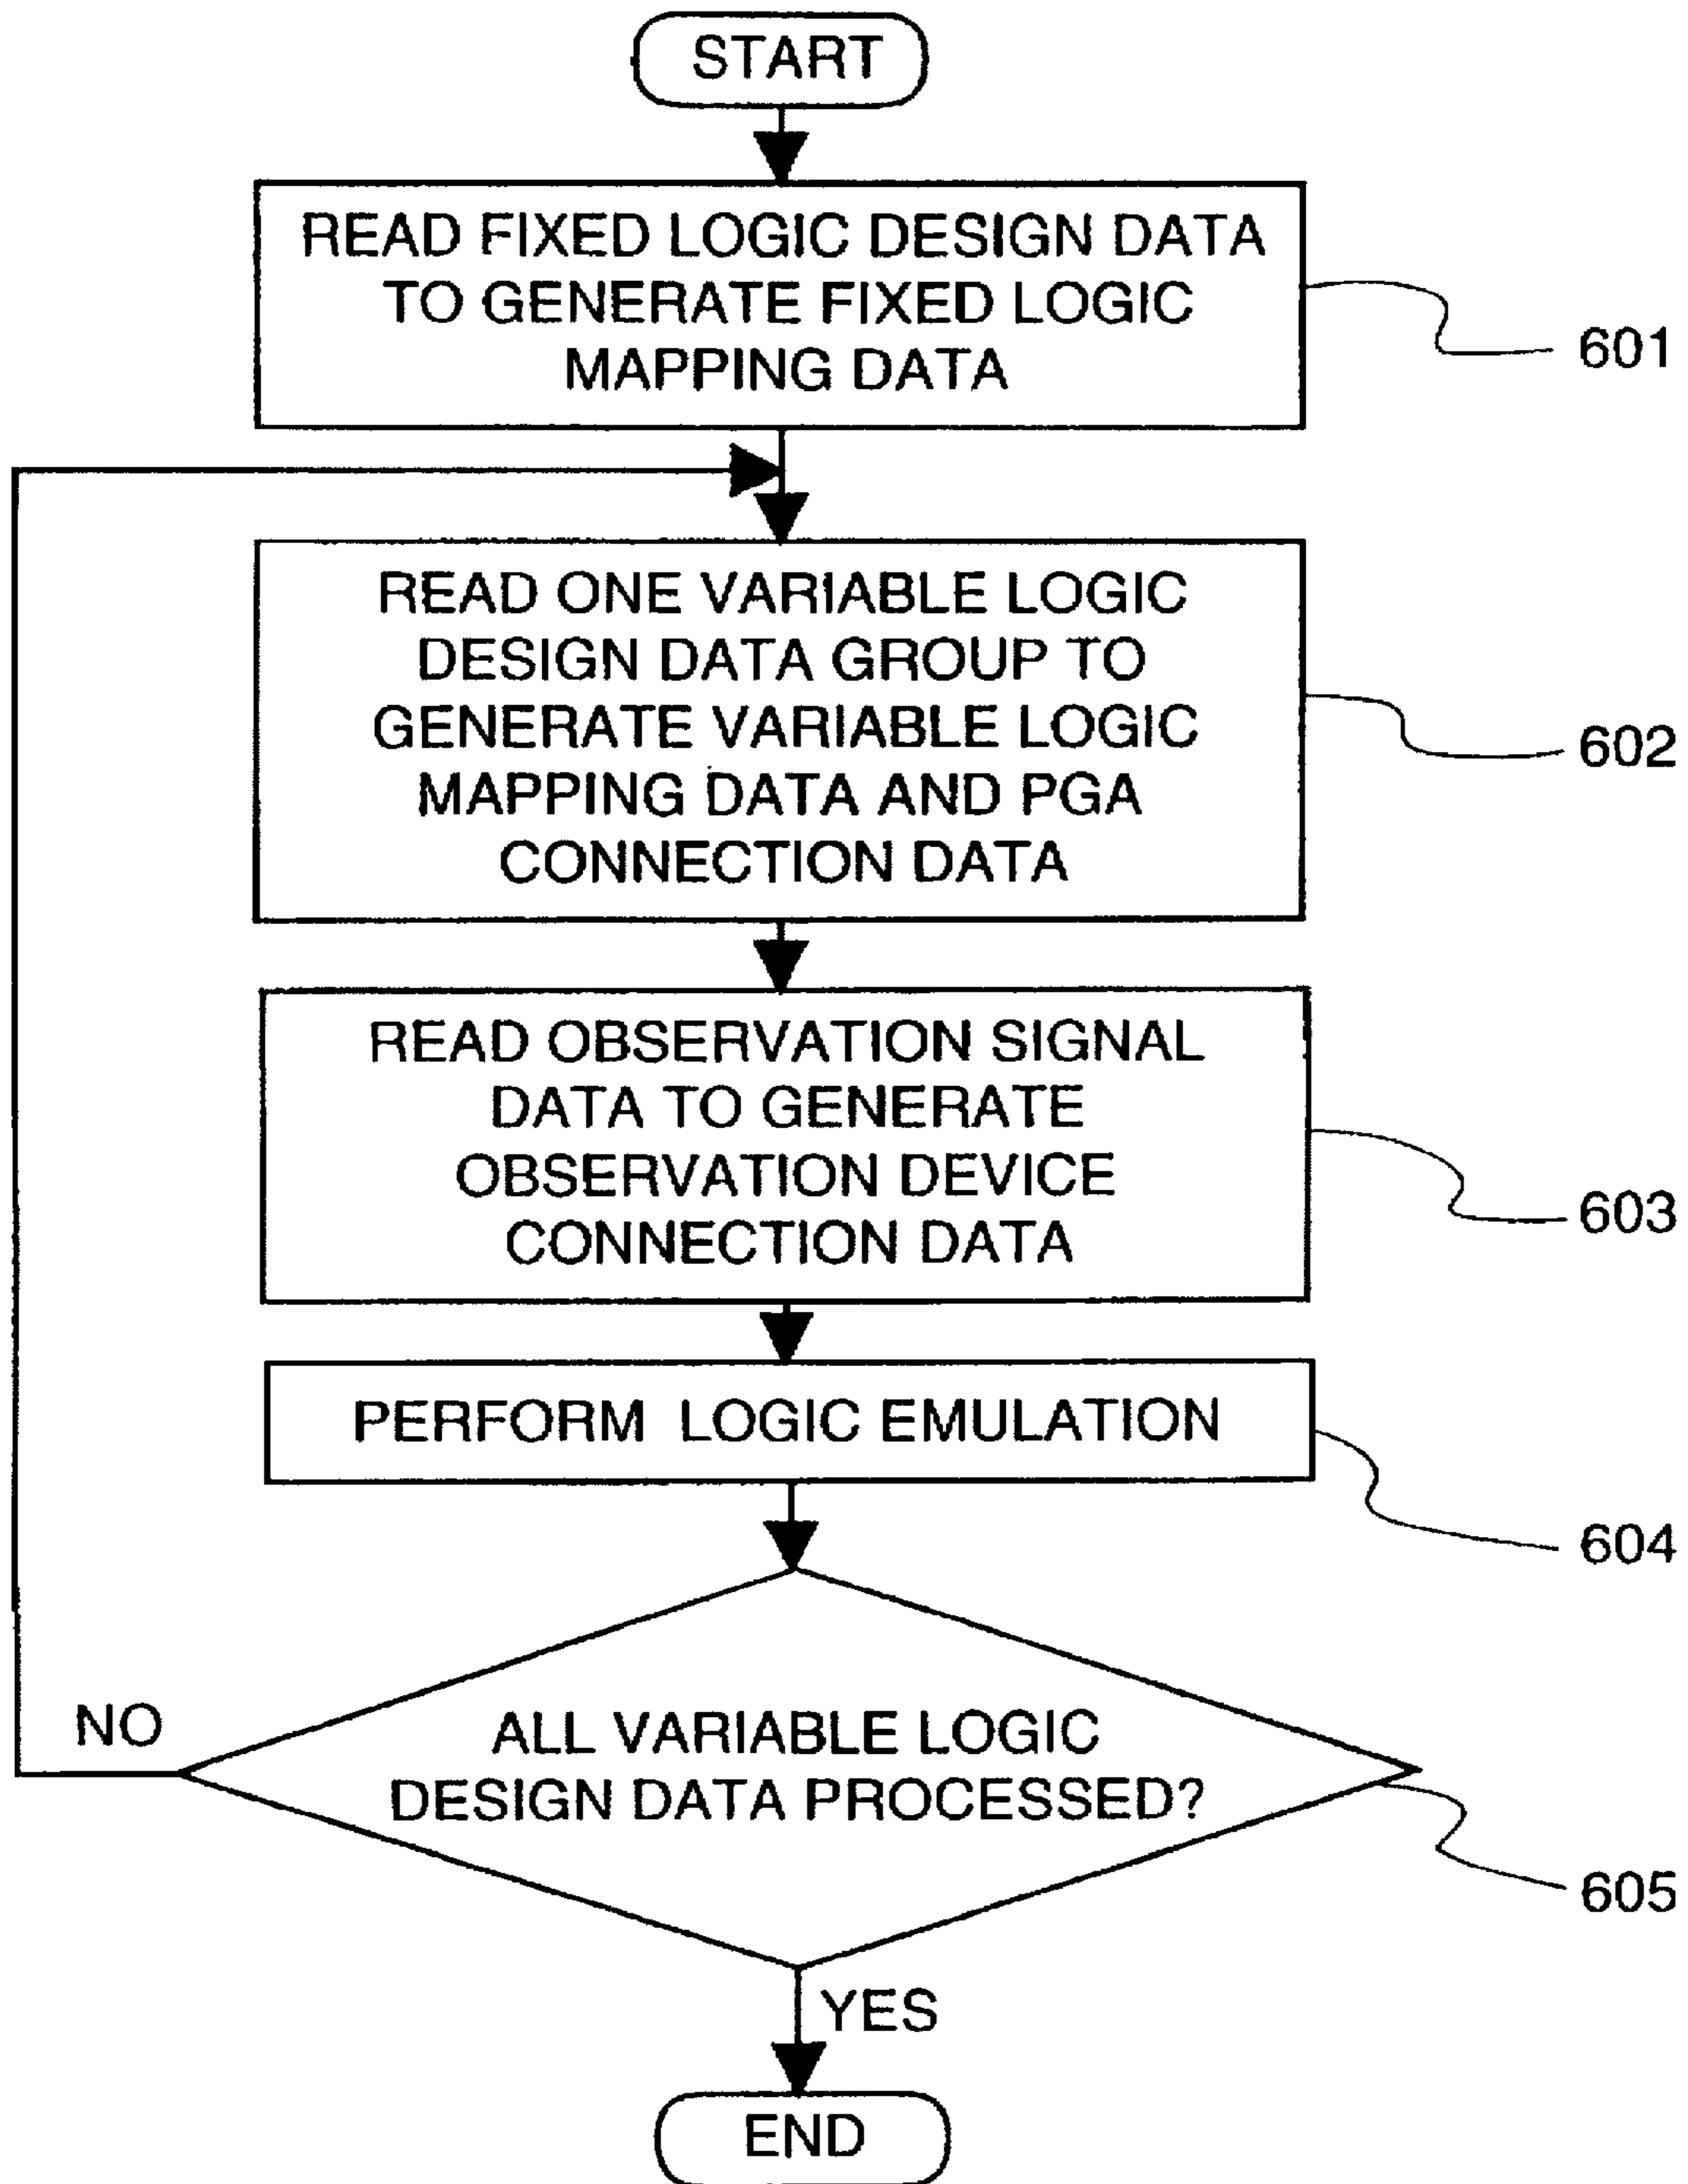 START
READ FIXED LOGIC DESIGN DATA
TO GENERATE FIXED LOGIC
MAPPING DATA
601
READ ONE VARIABLE LOGIC
DESIGN DATA GROUP TO
GENERATE VARIABLE LOGIC
MAPPING DATA AND PGA
CONNECTION DATA
602
READ OBSERVATION SIGNAL
DATA TO GENERATE
OBSERVATION DEVICE
CONNECTION DATA
603
PERFORM LOGIC EMULATION
604
NO
ALL VARIABLE LOGIC
DESIGN DATA PROCESSED?
605
YES
END